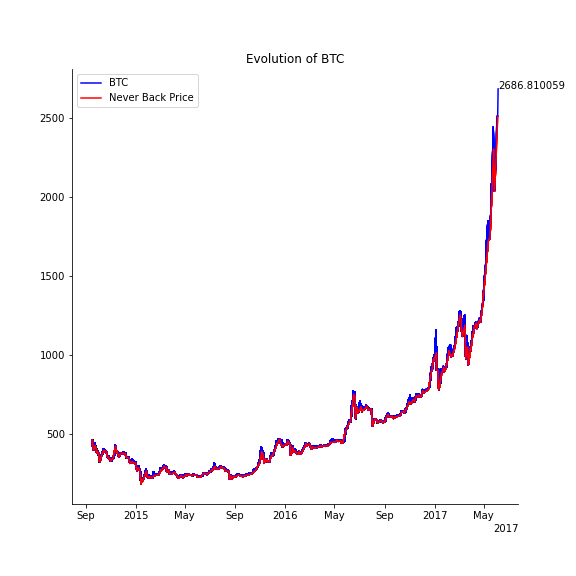 Evolution of BTC
BTC
Never Back Price
2686.810059
2500
2000
1500
1000
500
Sep 2015 May Sep 2016 May Sep 2017 May
2017